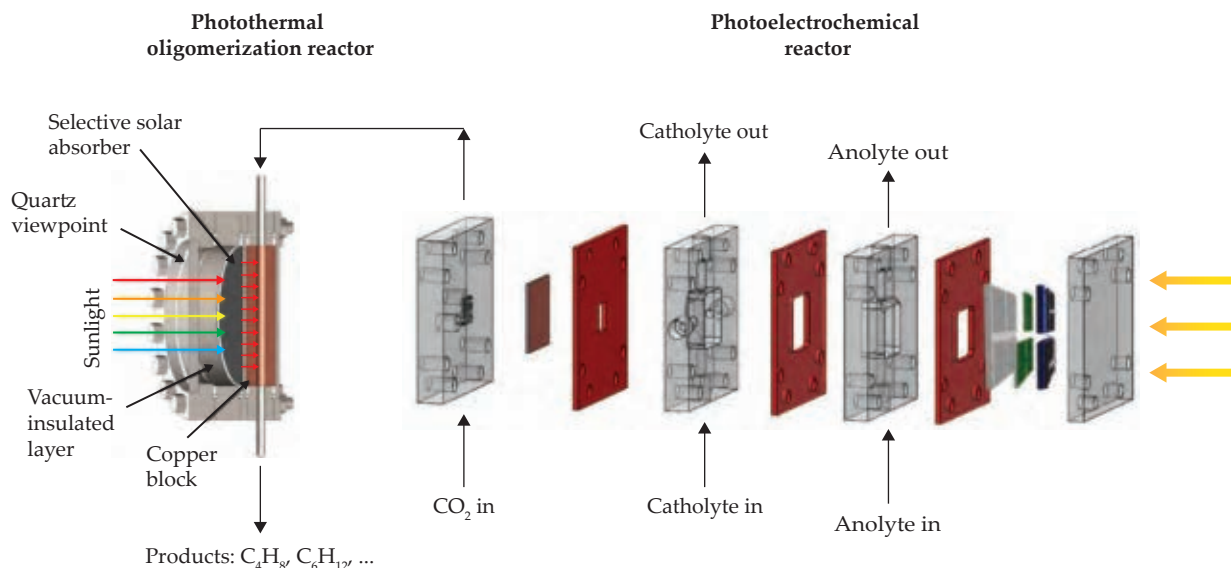 Photothermal
oligomerization reactor
Photoelectrochemical
reactor
Selective solar
absorber
Quartz
viewpoint
Sunlight
Vacuum-
insulated
layer
Copper
block
Products: C₄H₈, C₆H₁₂, ...
Catholyte out
Anolyte out
CO₂ in
Catholyte in
Anolyte in